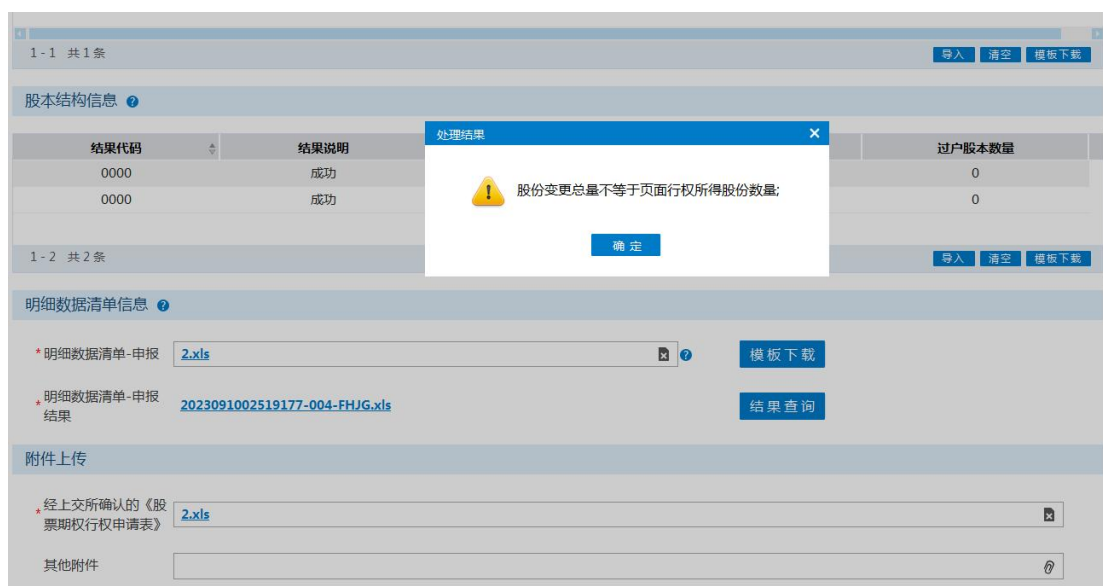 1-1 共1条
导入 清空 模板下载
股本结构信息
处理结果
结果代码 结果说明 过户股本数量
0000 成功 0
股份变更总量不等于页面行权所得股份数量;
0000 成功 0
确定
1-2 共2条
导入 清空 模板下载
明细数据清单信息
*明细数据清单-申报 2.xls 模板下载
*明细数据清单-申报
结果
2023091002519177-004-FHJG.xls 结果查询
附件上传
*经上交所确认的《股
票期权行权申请表》
2.xls
其他附件